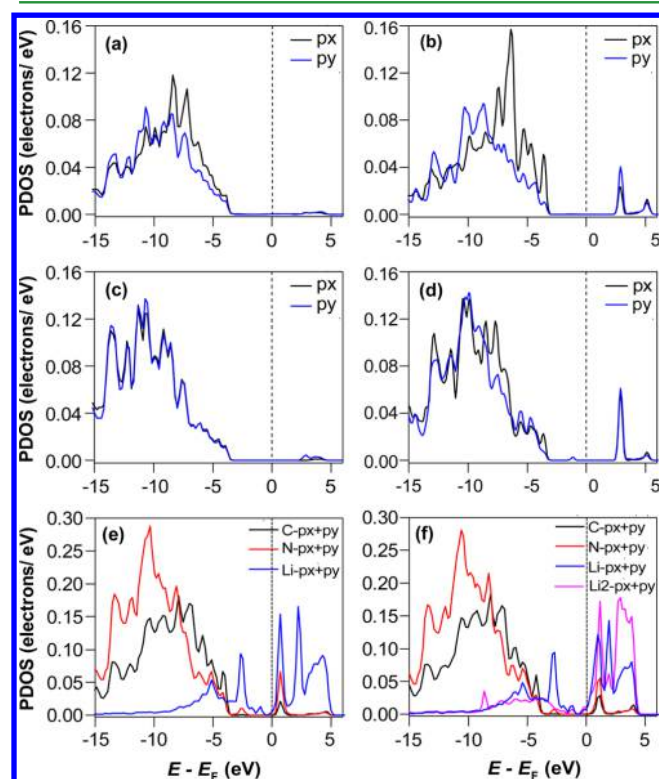 (a)
px
py
(b)
px
py
PDOS (electrons/ eV)
0.16
0.12
0.08
0.04
0.00
-15
-10
-5
0
5
0.16
0.12
0.08
0.04
0.00
-15
-10
-5
0
5
(c)
px
py
(d)
px
py
PDOS (electrons/ eV)
0.16
0.12
0.08
0.04
0.00
-15
-10
-5
0
5
0.16
0.12
0.08
0.04
0.00
-15
-10
-5
0
5
(e)
C-px+py
N-px+py
Li-px+py
(f)
C-px+py
N-px+py
Li-px+py
Li2-px+py
PDOS (electrons/ eV)
0.30
0.25
0.20
0.15
0.10
0.05
0.00
-15
-10
-5
0
5
E - E_F (eV)
0.30
0.25
0.20
0.15
0.10
0.05
0.00
-15
-10
-5
0
5
E - E_F (eV)